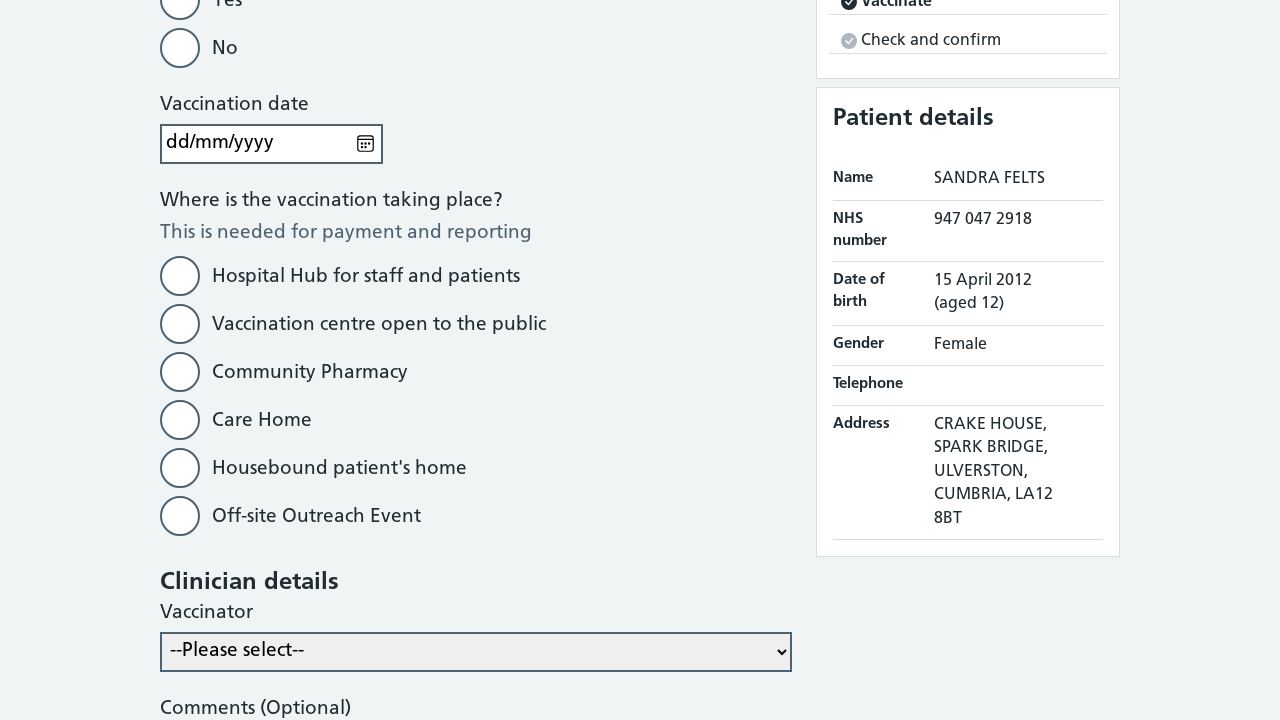 Yes
No
Vaccination date
dd/mm/yyyy
Where is the vaccination taking place?
This is needed for payment and reporting
Hospital Hub for staff and patients
Vaccination centre open to the public
Community Pharmacy
Care Home
Housebound patient's home
Off-site Outreach Event
Clinician details
Vaccinator
--Please select--
Comments (Optional)
Vaccinate
Check and confirm
Patient details
Name SANDRA FELTS
NHS number 947 047 2918
Date of birth 15 April 2012
(aged 12)
Gender Female
Telephone
Address CRAKE HOUSE,
SPARK BRIDGE,
ULVERSTON,
CUMBRIA, LA12
8BT